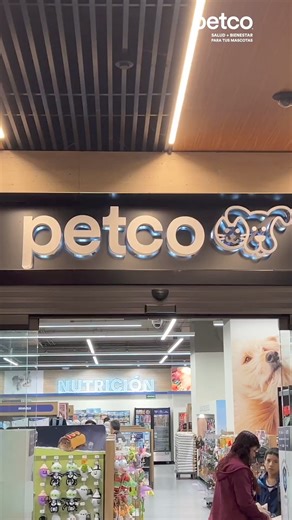 petco
SALUD + BIENESTAR
PARA TUS MASCOTAS
petco
NUTRICIÓN